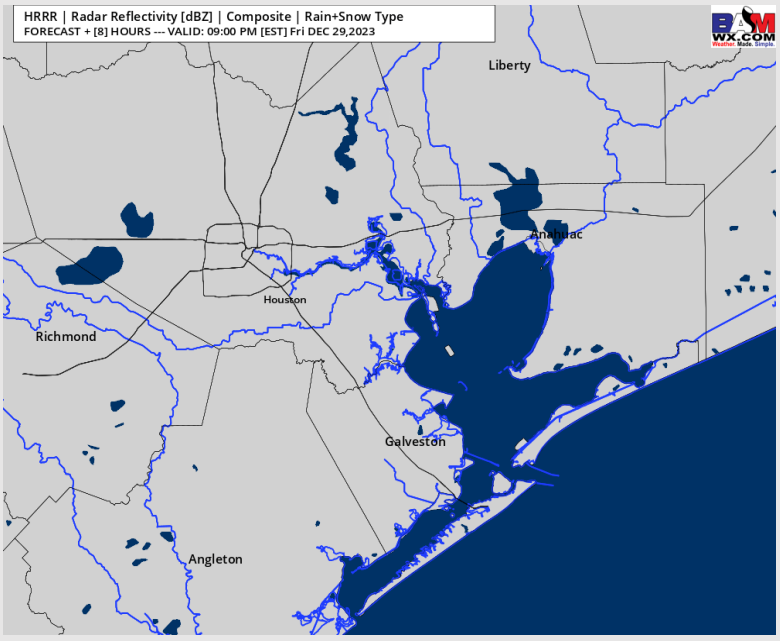 HRRR | Radar Reflectivity [dBZ] | Composite | Rain+Snow Type
FORECAST + [8] HOURS --- VALID: 09:00 PM [EST] Fri DEC 29,2023
BAM
WX.COM
Weather. Made. Simple.
Liberty
Anahuac
Houston
Richmond
Galveston
Angleton